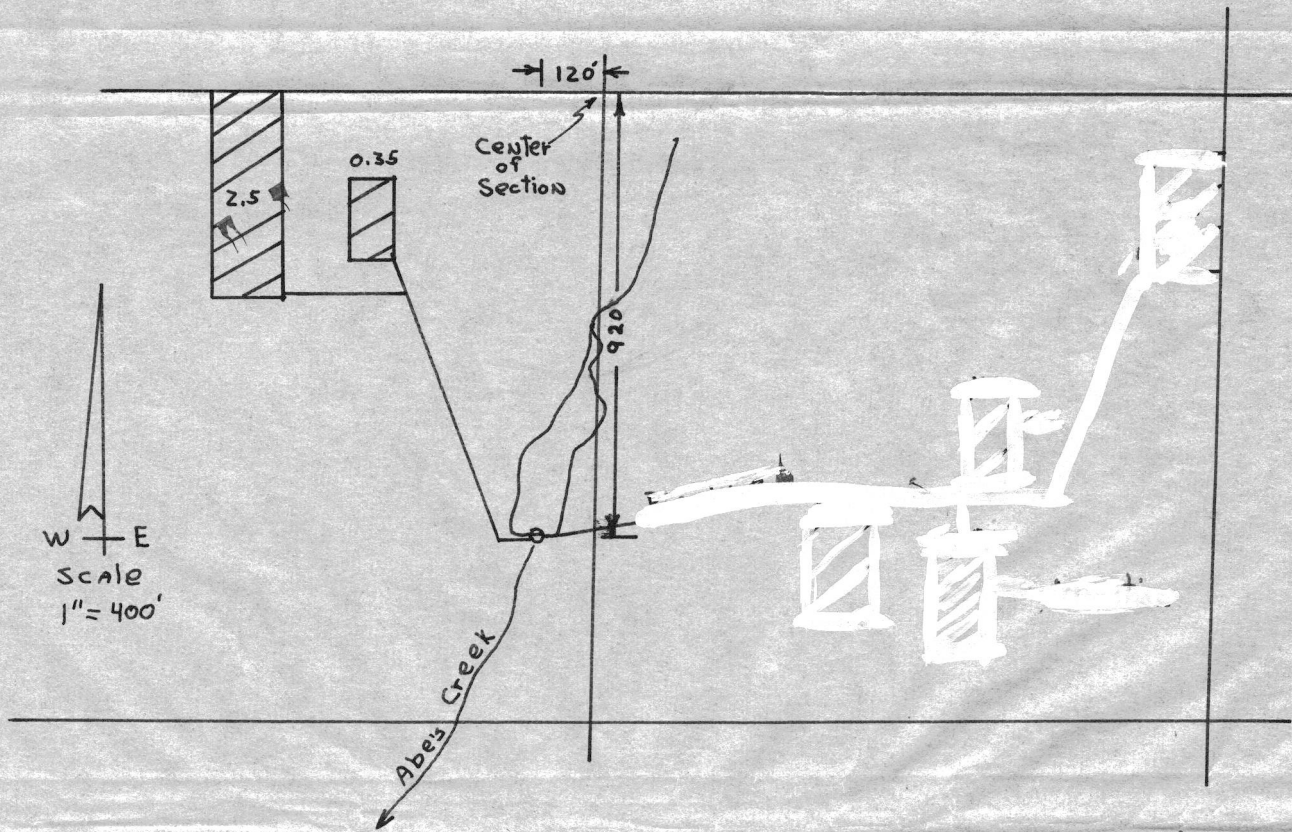 120'
Center
of
Section
0.35
2.5
920
W E
Scale
1" = 400'
Abe's Creek